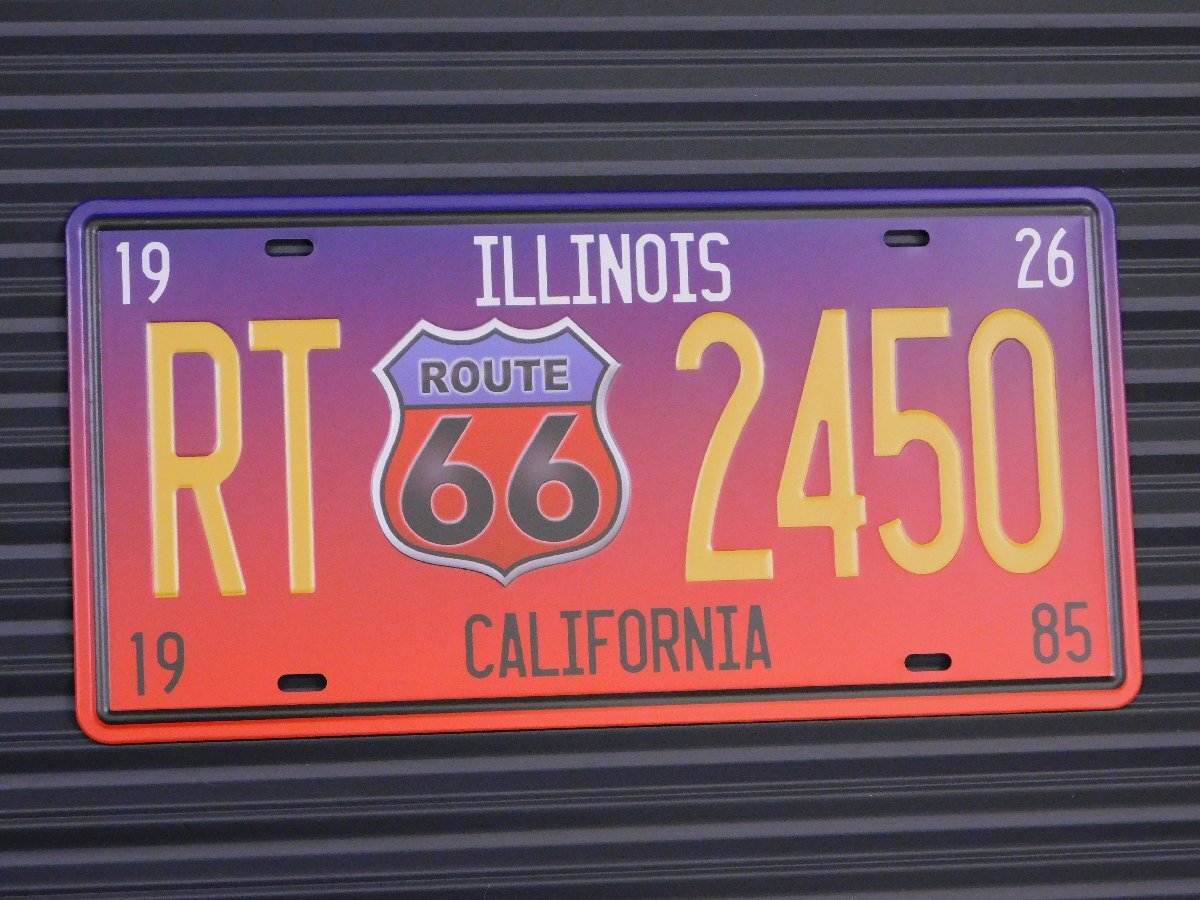 19 ILLINOIS 26
RT ROUTE 66 2450
19 CALIFORNIA 85